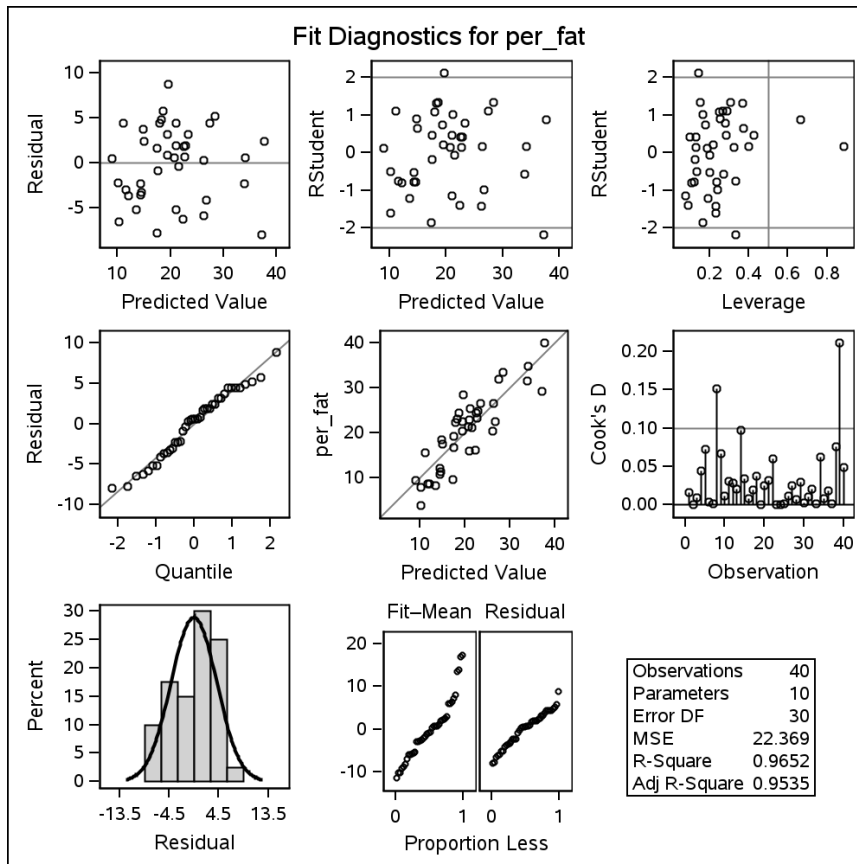 Fit Diagnostics for per_fat
10
5
0
-5
Residual
10 20 30 40
Predicted Value
2
1
0
-1
-2
RStudent
10 20 30 40
Predicted Value
2
1
0
-1
-2
RStudent
0.2 0.4 0.6 0.8
Leverage
10
5
0
-5
-10
Residual
-2 -1 0 1 2
Quantile
40
30
20
10
per_fat
10 20 30 40
Predicted Value
0.20
0.15
0.10
0.05
0.00
Cook's D
0 10 20 30 40
Observation
30
25
20
15
10
5
0
Percent
-13.5 -4.5 4.5 13.5
Residual
Fit–Mean Residual
20
10
0
-10
0 1 0 1
Proportion Less
Observations 40
Parameters 10
Error DF 30
MSE 22.369
R-Square 0.9652
Adj R-Square 0.9535